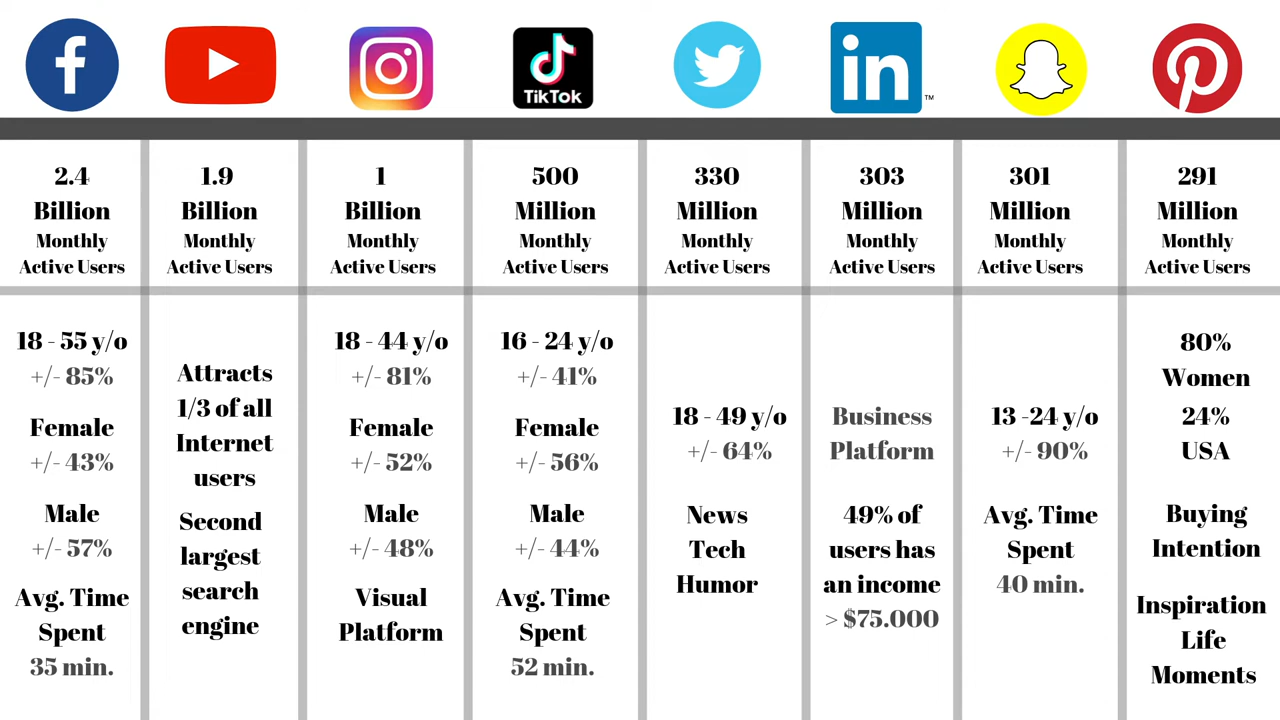 TikTok
in
™
2.4
Billion
Monthly
Active Users
1.9
Billion
Monthly
Active Users
1
Billion
Monthly
Active Users
500
Million
Monthly
Active Users
330
Million
Monthly
Active Users
303
Million
Monthly
Active Users
301
Million
Monthly
Active Users
291
Million
Monthly
Active Users
18 - 55 y/o
+/- 85%
Female
+/- 43%
Male
+/- 57%
Avg. Time
Spent
35 min.
Attracts
1/3 of all
Internet
users
Second
largest
search
engine
18 - 44 y/o
+/- 81%
Female
+/- 52%
Male
+/- 48%
Visual
Platform
16 - 24 y/o
+/- 41%
Female
+/- 56%
Male
+/- 44%
Avg. Time
Spent
52 min.
18 - 49 y/o
+/- 64%
News
Tech
Humor
Business
Platform
49% of
users has
an income
> $75.000
13 -24 y/o
+/- 90%
Avg. Time
Spent
40 min.
80%
Women
24%
USA
Buying
Intention
Inspiration
Life
Moments